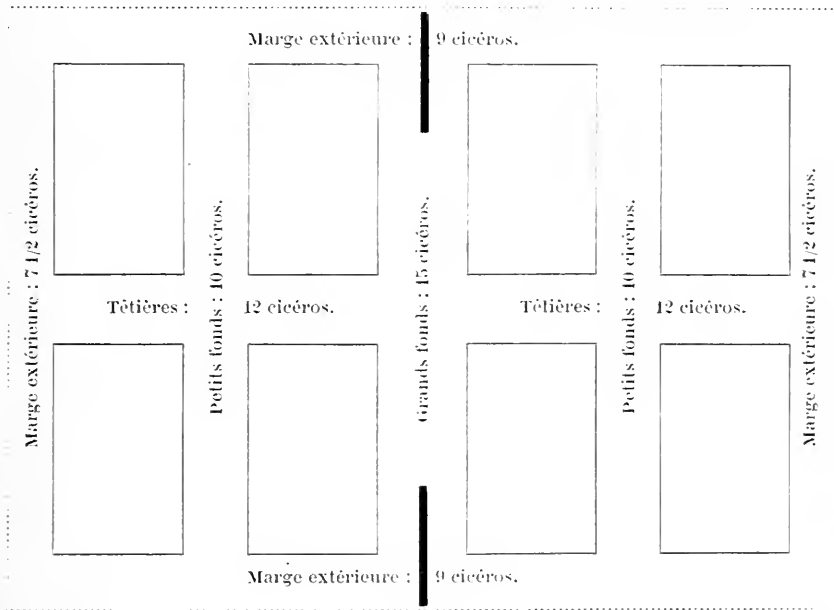 Marge extérieure : 9 cicéros.
Marge extérieure : 7 1/2 cicéros.
Petits fonds : 10 cicéros.
Grands fonds : 15 cicéros.
Petits fonds : 10 cicéros.
Marge extérieure : 7 1/2 cicéros.
Têtières : 12 cicéros.
Têtières : 12 cicéros.
Marge extérieure : 9 cicéros.